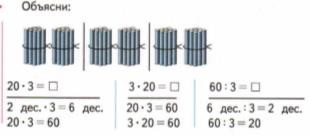 Объясни:
20 · 3 = □
2 дес. · 3 = 6 дес.
20 · 3 = 60
3 · 20 = □
20 · 3 = 60
3 · 20 = 60
60 : 3 = □
6 дес. : 3 = 2 дес.
60 : 3 = 20